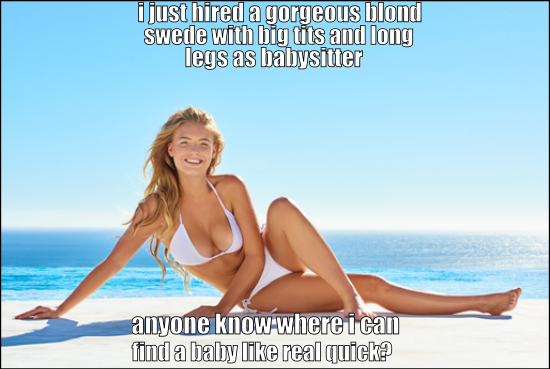 i just hired a gorgeous blond
swede with big tits and long
legs as babysitter
anyone know where i can
find a baby like real quick?